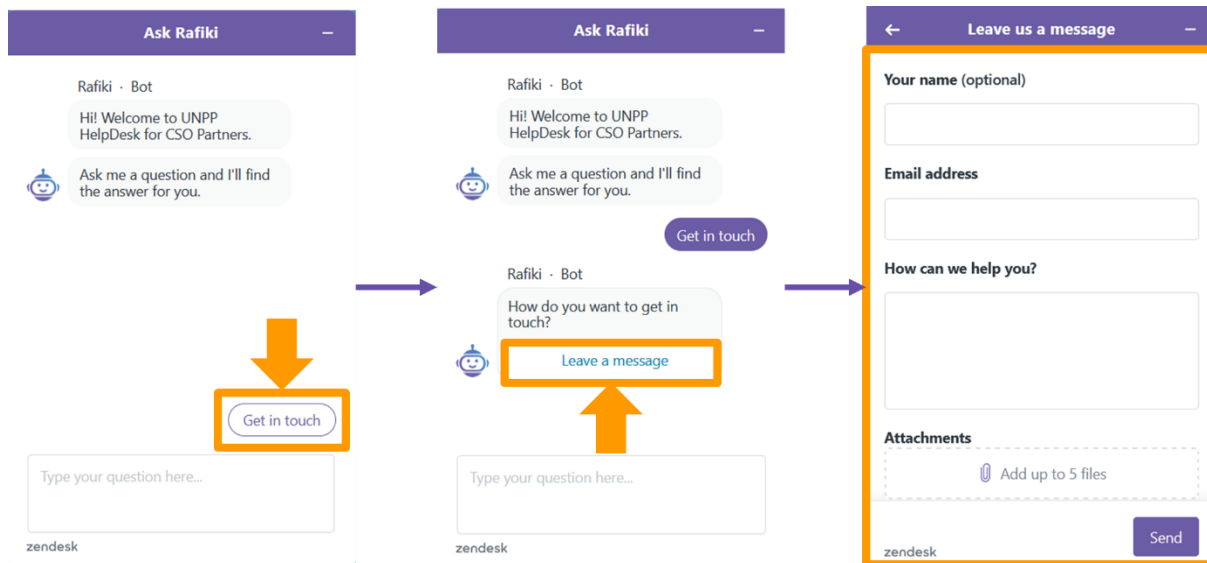 Ask Rafiki
–
Rafiki · Bot
Hi! Welcome to UNPP
HelpDesk for CSO Partners.
Ask me a question and I'll find
the answer for you.
Get in touch
Type your question here...
zendesk
Ask Rafiki
–
Rafiki · Bot
Hi! Welcome to UNPP
HelpDesk for CSO Partners.
Ask me a question and I'll find
the answer for you.
Get in touch
Rafiki · Bot
How do you want to get in
touch?
Leave a message
Type your question here...
zendesk
Leave us a message
–
Your name (optional)
Email address
How can we help you?
Attachments
Add up to 5 files
Send
zendesk